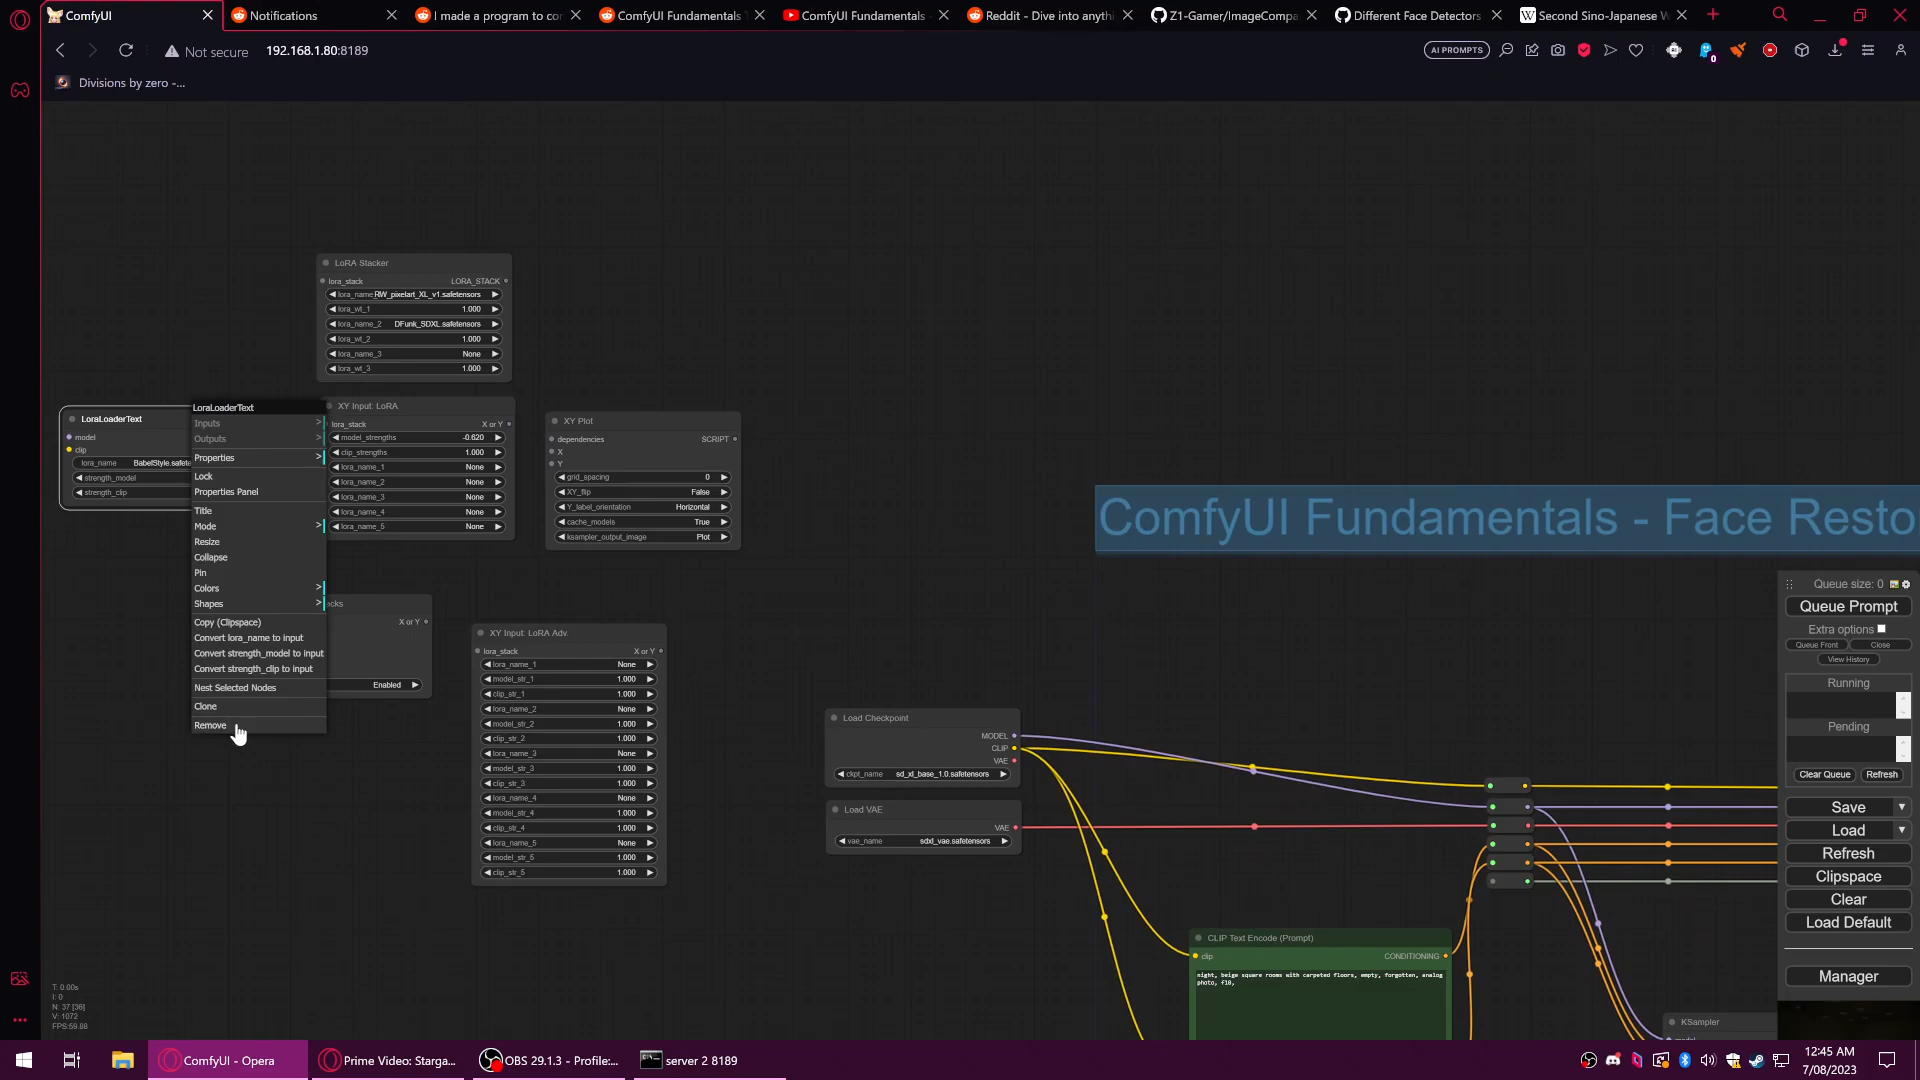 ComfyUI
Notifications
I made a program to cor
ComfyUI Fundamentals T
ComfyUI Fundamentals -
Reddit - Dive into anythi
Z1-Gamer/ImageCompa
Different Face Detectors
Second Sino-Japanese W
Not secure
192.168.1.80:8189
AI PROMPTS
0
Divisions by zero -...
LoRA Stacker
lora_stack LORA_STACK
lora_name RW_pixelart_XL_v1.safetensors
lora_wt_1 1.000
lora_name_2 DFunk_SDXL.safetensors
lora_wt_2 1.000
lora_name_3 None
lora_wt_3 1.000
LoraLoaderText
model
clip
lora_name BabelStyle.safete
strength_model
strength_clip
LoraLoaderText
Inputs >
Outputs >
Properties >
Lock
Properties Panel
Title
Mode >
Resize
Collapse
Pin
Colors >
Shapes >
Copy (Clipspace)
Convert lora_name to input
Convert strength_model to input
Convert strength_clip to input
Nest Selected Nodes
Clone
Remove
XY Input: LoRA
lora_stack X or Y
model_strengths -0.620
clip_strengths 1.000
lora_name_1 None
lora_name_2 None
lora_name_3 None
lora_name_4 None
lora_name_5 None
XY Plot
dependencies SCRIPT
X
Y
grid_spacing 0
XY_flip False
Y_label_orientation Horizontal
cache_models True
ksampler_output_image Plot
ocks
X or Y
Enabled
XY Input: LoRA Adv.
lora_stack X or Y
lora_name_1 None
model_str_1 1.000
clip_str_1 1.000
lora_name_2 None
model_str_2 1.000
clip_str_2 1.000
lora_name_3 None
model_str_3 1.000
clip_str_3 1.000
lora_name_4 None
model_str_4 1.000
clip_str_4 1.000
lora_name_5 None
model_str_5 1.000
clip_str_5 1.000
ComfyUI Fundamentals - Face Resto
Load Checkpoint
MODEL
CLIP
VAE
ckpt_name sd_xl_base_1.0.safetensors
Load VAE
VAE
vae_name sdxl_vae.safetensors
CLIP Text Encode (Prompt)
clip CONDITIONING
night, beige square rooms with carpeted floors, empty, forgotten, analog
photo, f10,
KSampler
model
Queue size: 0
Queue Prompt
Extra options
Queue Front Close
View History
Running
Pending
Clear Queue Refresh
Save
Load
Refresh
Clipspace
Clear
Load Default
Manager
T: 0.00s
I: 0
N: 37 [36]
V: 1072
FPS:59.88
ComfyUI - Opera
Prime Video: Starga...
OBS 29.1.3 - Profile:...
server 2 8189
12:45 AM
7/08/2023